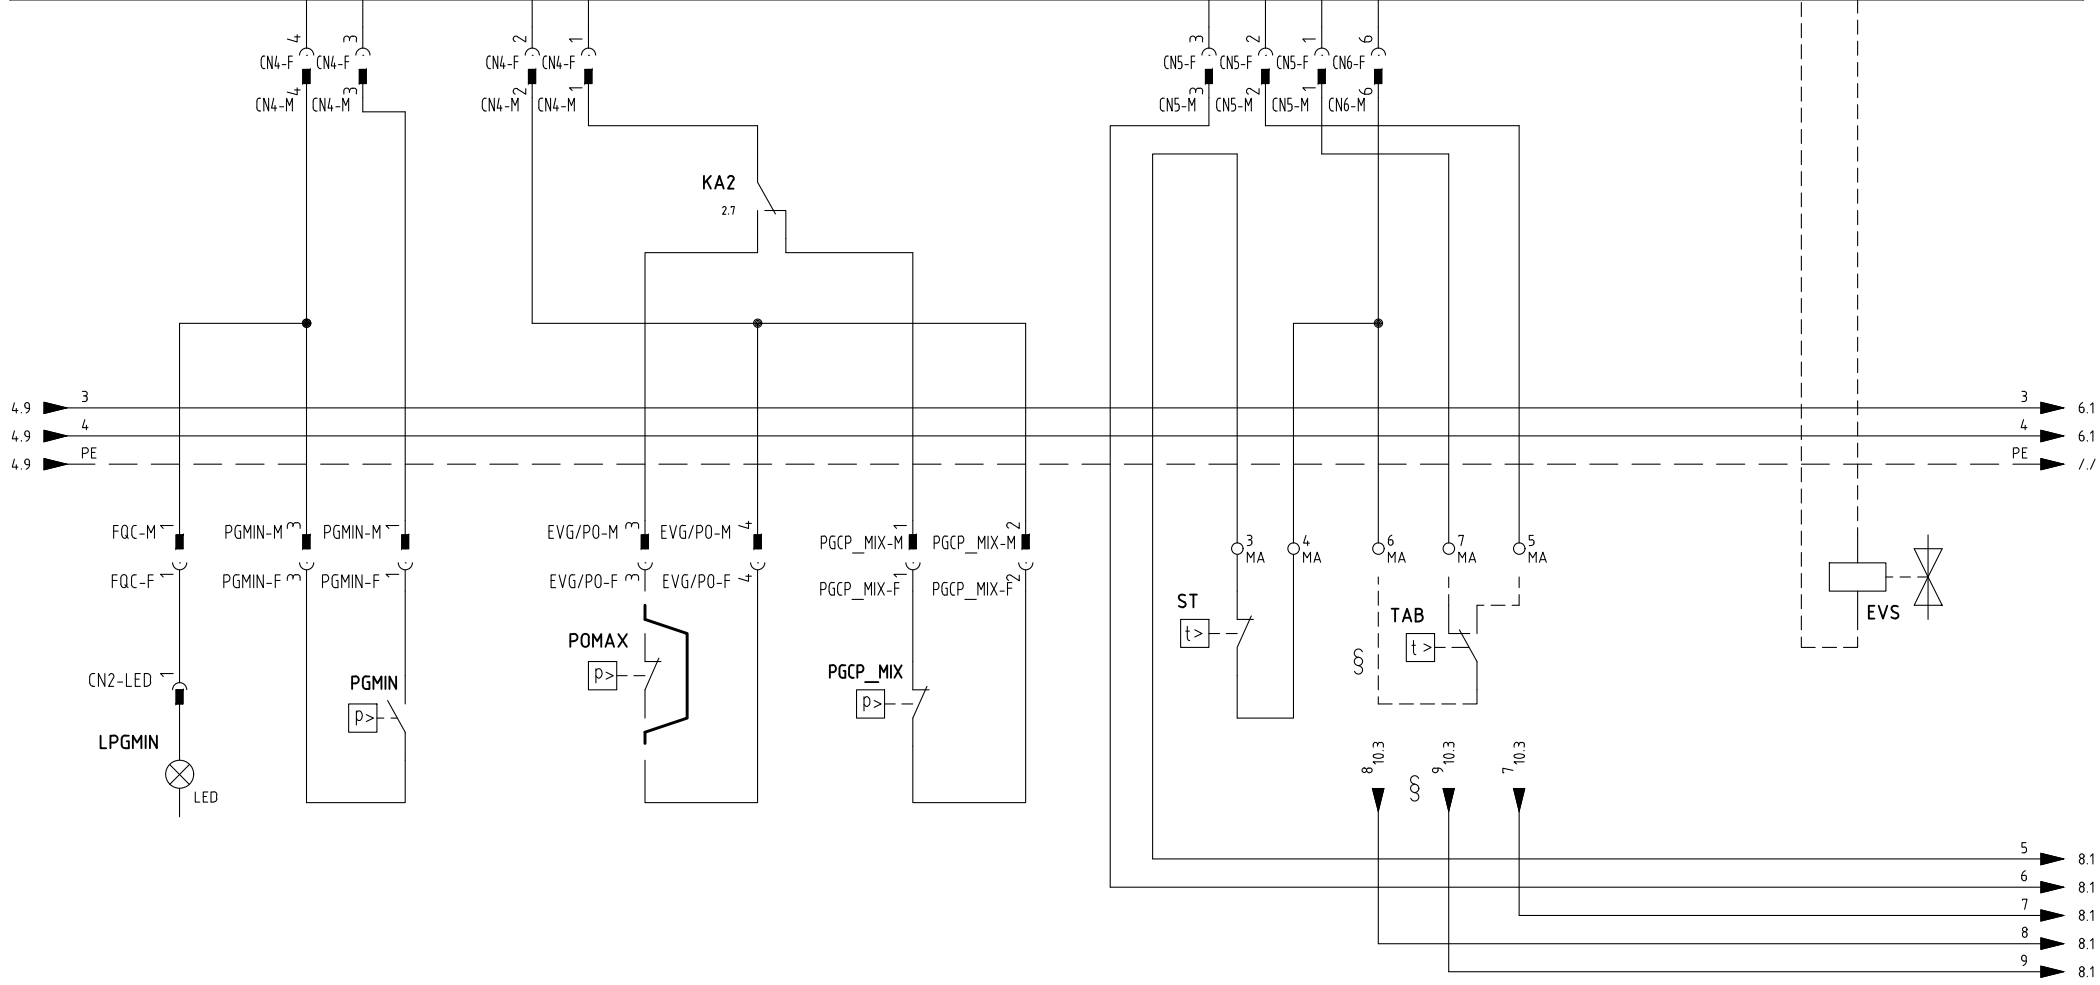 4 3 2 1 3 2 1 6
CN4-F CN4-F CN4-F CN4-F CN5-F CN5-F CN5-F CN6-F
4 3 2 1 3 2 1 6
CN4-M CN4-M CN4-M CN4-M CN5-M CN5-M CN5-M CN6-M
KA2
2.7
4.9 3 3 6.1
4.9 4 4 6.1
4.9 PE PE /./
FQC-M 1 PGMIN-M 3 PGMIN-M 1 EVG/PO-M 3 EVG/PO-M 4 PGCP_MIX-M 1 PGCP_MIX-M 2
3 MA 4 MA 6 MA 7 MA 5 MA
FQC-F 1 PGMIN-F 3 PGMIN-F 1 EVG/PO-F 3 EVG/PO-F 4 PGCP_MIX-F 1 PGCP_MIX-F 2
ST
t>
TAB
t>
EVS
POMAX
p>
§
CN2-LED 1
PGMIN
p>
PGCP_MIX
p>
LPGMIN
LED
8 10.3 § 9 10.3 7 10.3
5 8.1
6 8.1
7 8.1
8 8.1
9 8.1